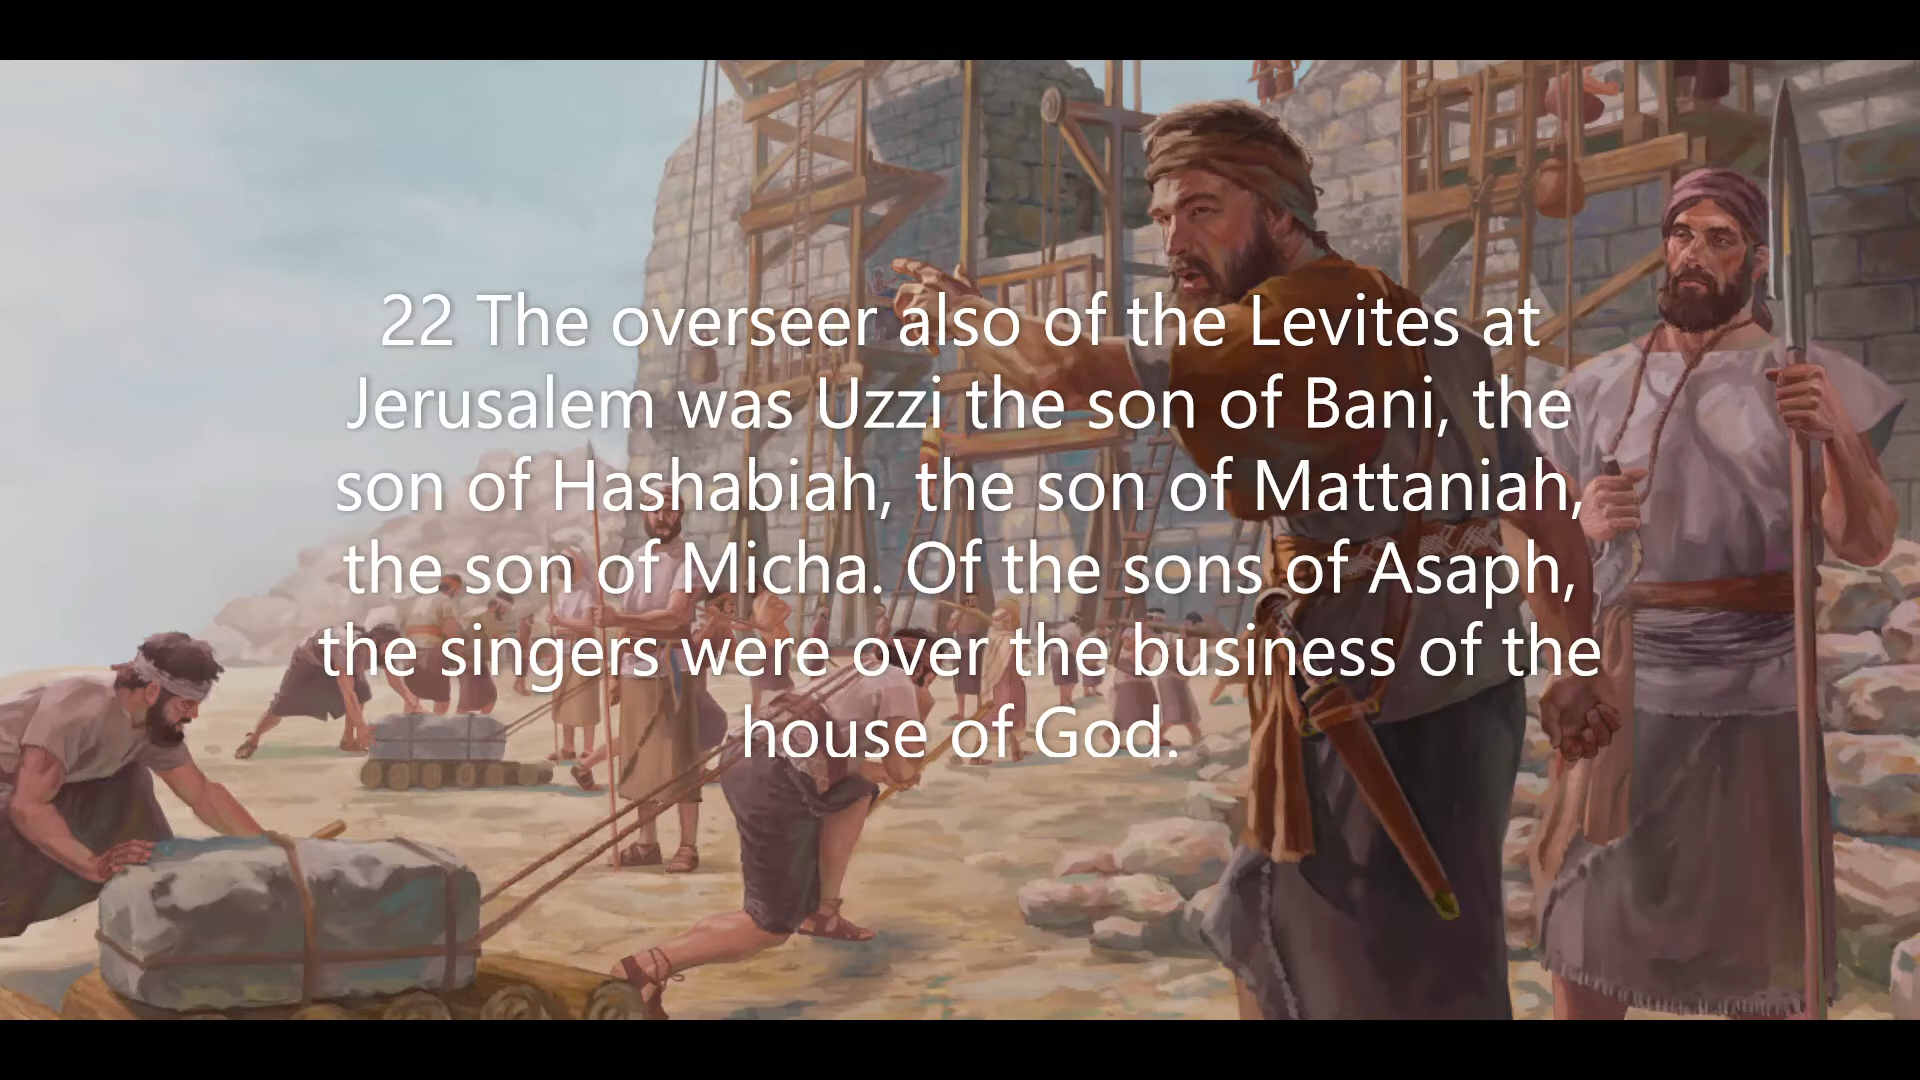 22 The overseer also of the Levites at
Jerusalem was Uzzi the son of Bani, the
son of Hashabiah, the son of Mattaniah,
the son of Micha. Of the sons of Asaph,
the singers were over the business of the
house of God.